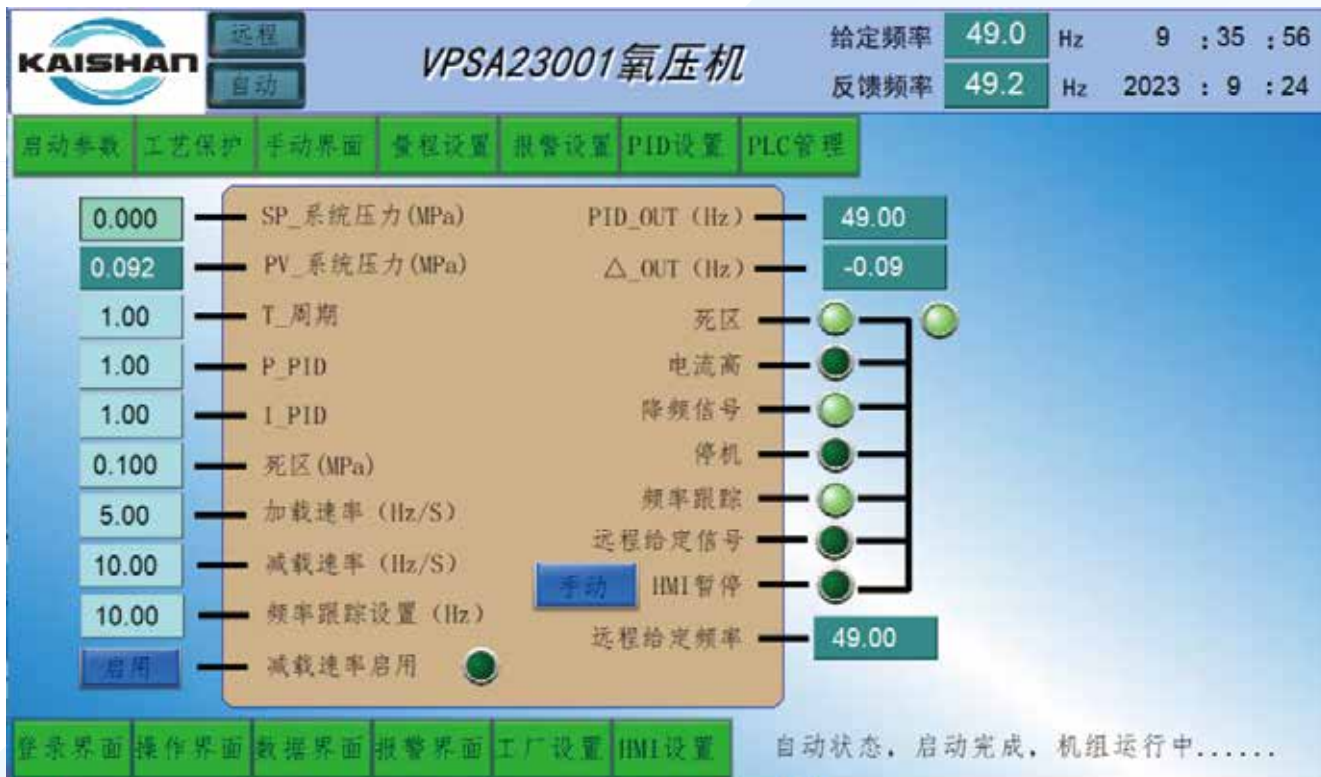 KAISHAN
远程
自动
VPSA23001氧压机
给定频率 49.0 Hz
反馈频率 49.2 Hz
9 : 35 : 56
2023 : 9 : 24
启动参数 工艺保护 手动界面 量程设置 报警设置 PID设置 PLC管理
0.000 SP_系统压力(MPa) PID_OUT (Hz) 49.00
0.092 PV_系统压力(MPa) △_OUT (Hz) -0.09
1.00 T_周期 死区
1.00 P_PID 电流高
1.00 I_PID 降频信号
0.100 死区(MPa) 停机
5.00 加载速率 (Hz/S) 频率跟踪
远程给定信号
10.00 减载速率 (Hz/S) 手动 HMI暂停
10.00 频率跟踪设置 (Hz) 远程给定频率 49.00
启用 减载速率启用
登录界面 操作界面 数据界面 报警界面 工厂设置 HMI设置 自动状态，启动完成，机组运行中......